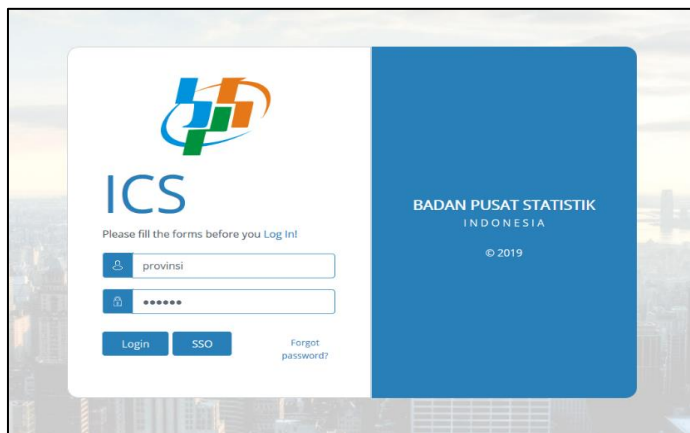 ICS
Please fill the forms before you Log In!
provinsi
••••••
Login
SSO
Forgot
password?
BADAN PUSAT STATISTIK
INDONESIA
© 2019